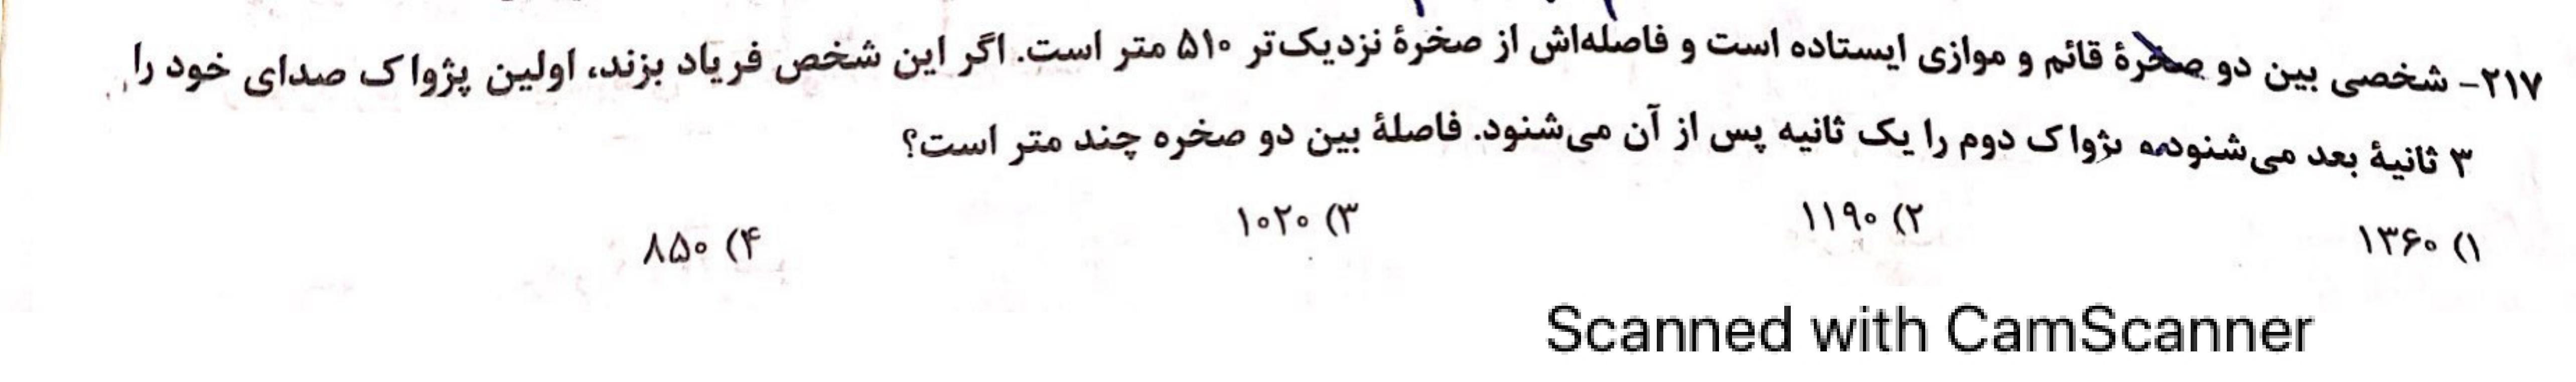 ۲۱۷- شخصی بین دو صخرهٔ قائم و موازی ایستاده است و فاصله‌اش از صخرهٔ نزدیک‌تر ۵۱۰ متر است. اگر این شخص فریاد بزند، اولین پژواک صدای خود را
۳ ثانیهٔ بعد می‌شنود و پژواک دوم را یک ثانیه پس از آن می‌شنود. فاصلهٔ بین دو صخره چند متر است؟
۱) ۱۳۶۰ ۲) ۱۱۹۰ ۳) ۱۰۲۰ ۴) ۸۵۰
Scanned with CamScanner